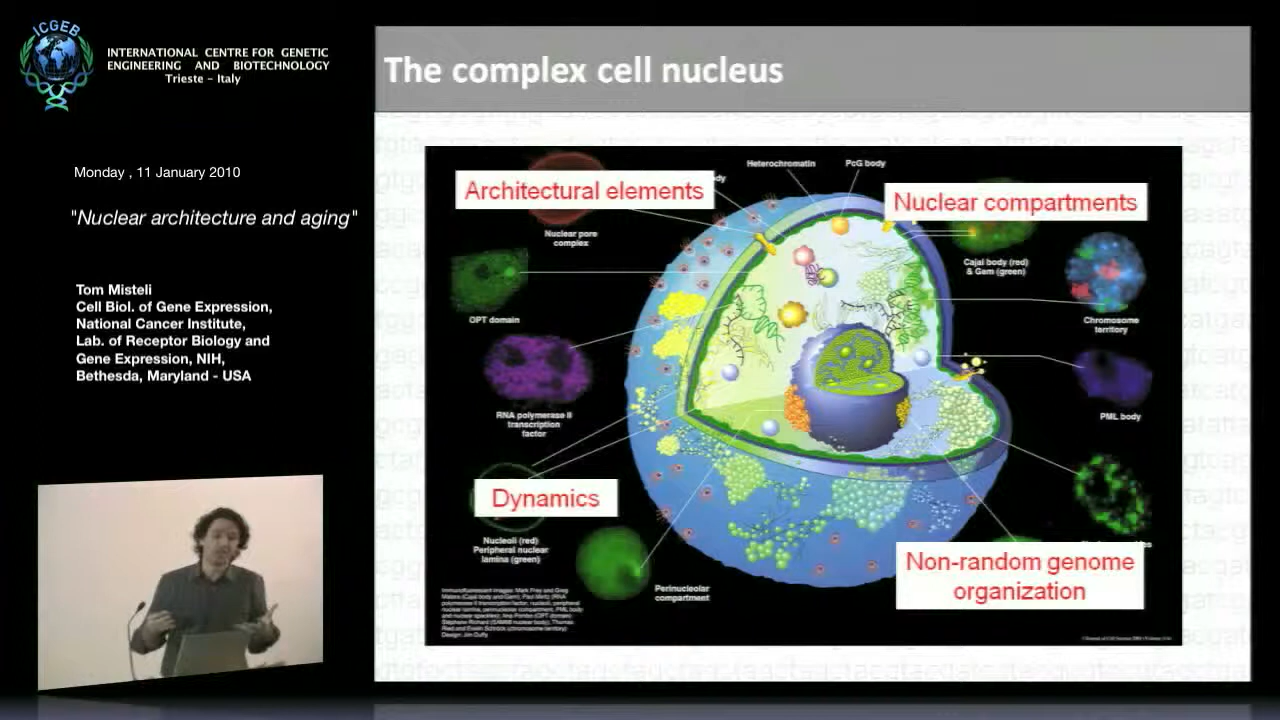 ICGEB
INTERNATIONAL CENTRE FOR GENETIC
ENGINEERING AND BIOTECHNOLOGY
Trieste – Italy
Monday , 11 January 2010
"Nuclear architecture and aging"
Tom Misteli
Cell Biol. of Gene Expression,
National Cancer Institute,
Lab. of Receptor Biology and
Gene Expression, NIH,
Bethesda, Maryland - USA
The complex cell nucleus
Heterochromatin
PcG body
Architectural elements
Nuclear compartments
Nuclear pore
complex
Cajal body (red)
& Gem (green)
OPT domain
Chromosome
territory
RNA polymerase II
transcription
factor
PML body
Dynamics
Nucleoli (red)
Peripheral nuclear
lamina (green)
Perinucleolar
compartment
Non-random genome
organization
Design: Jim Duffy